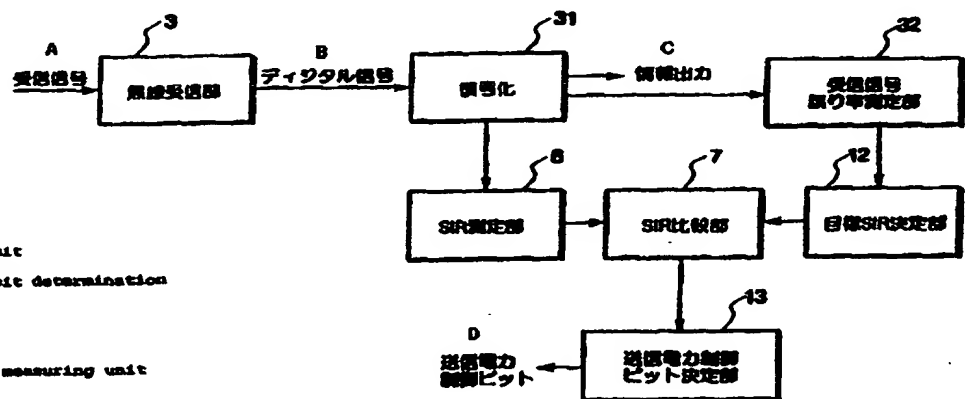 A
受信信号
3
無線受信部
B
ディジタル信号
31
復号化
C
情報出力
32
受信信号
誤り率測定部
6
SIR測定部
7
SIR比較部
12
目標SIR決定部
13
送信電力制御
ビット決定部
D
送信電力
制御ビット
nit
bit determination
measuring unit